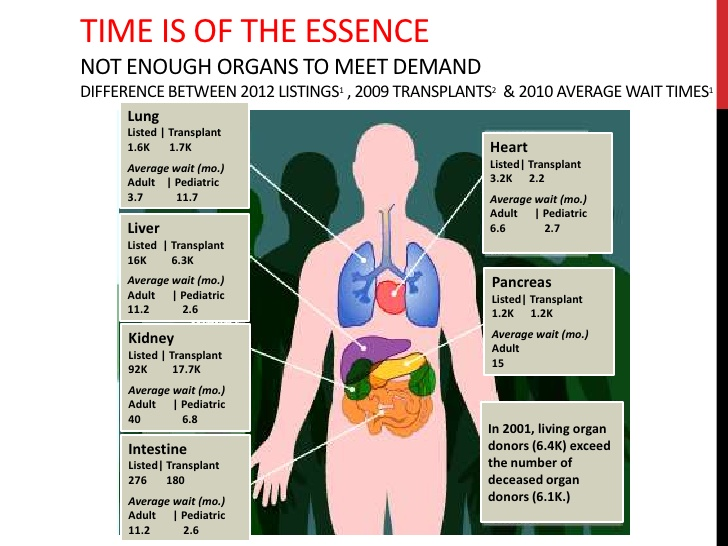 TIME IS OF THE ESSENCE
NOT ENOUGH ORGANS TO MEET DEMAND
DIFFERENCE BETWEEN 2012 LISTINGS¹ , 2009 TRANSPLANTS² & 2010 AVERAGE WAIT TIMES¹
Lung
Listed | Transplant
1.6K 1.7K
Average wait (mo.)
Adult | Pediatric
3.7 11.7
Liver
Listed | Transplant
16K 6.3K
Average wait (mo.)
Adult | Pediatric
11.2 2.6
Kidney
Listed | Transplant
92K 17.7K
Average wait (mo.)
Adult | Pediatric
40 6.8
Intestine
Listed| Transplant
276 180
Average wait (mo.)
Adult | Pediatric
11.2 2.6
Heart
Listed| Transplant
3.2K 2.2
Average wait (mo.)
Adult | Pediatric
6.6 2.7
Pancreas
Listed| Transplant
1.2K 1.2K
Average wait (mo.)
Adult
15
In 2001, living organ
donors (6.4K) exceed
the number of
deceased organ
donors (6.1K.)